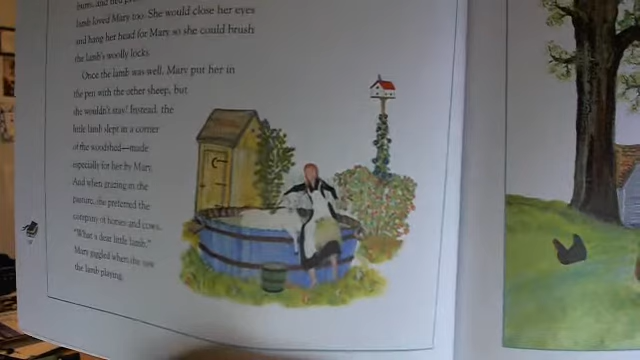 lamb loved Mary too. She would close her eyes
and hang her head for Mary so she could brush
the lamb's woolly locks.
Once the lamb was well, Mary put her in
the pen with the other sheep, but
she wouldn't stay! Instead, the
little lamb slept in a corner
of the woodshed—made
especially for her by Mary.
And when grazing in the
pasture, she preferred the
company of horses and cows.
"What a dear little lamb,"
Mary giggled when she saw
the lamb playing.